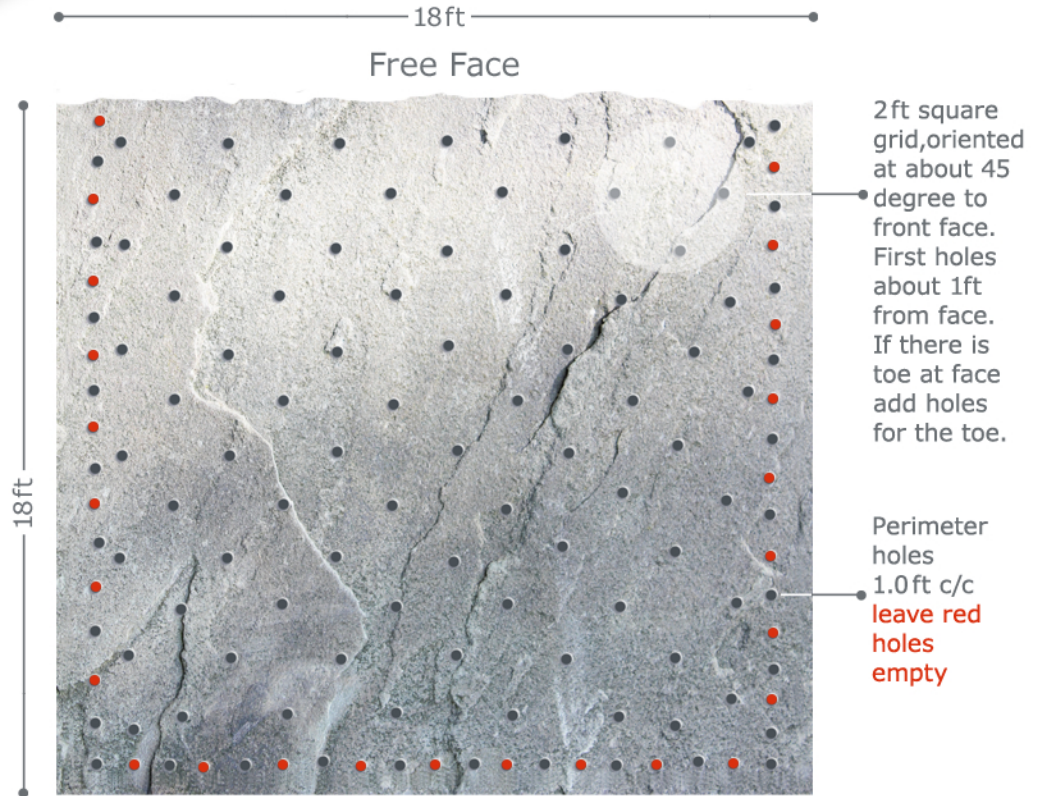 18ft
Free Face
2ft square
grid,oriented
at about 45
degree to
front face.
First holes
about 1ft
from face.
If there is
toe at face
add holes
for the toe.
18ft
Perimeter
holes
1.0ft c/c
leave red
holes
empty